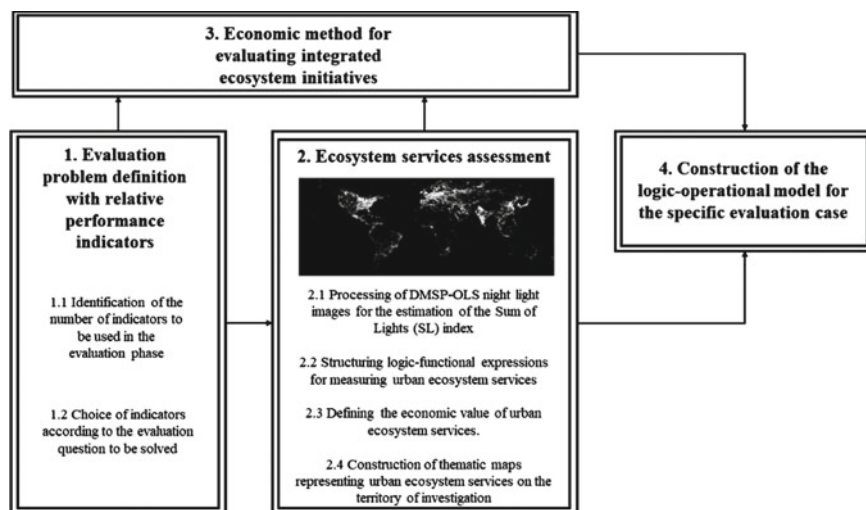 3. Economic method for
evaluating integrated
ecosystem initiatives
1. Evaluation
problem definition
with relative
performance
indicators
1.1 Identification of the
number of indicators to
be used in the
evaluation phase
1.2 Choice of indicators
according to the evaluation
question to be solved
2. Ecosystem services assessment
2.1 Processing of DMSP-OLS night light
images for the estimation of the Sum of
Lights (SL) index
2.2 Structuring logic-functional expressions
for measuring urban ecosystem services
2.3 Defining the economic value of urban
ecosystem services.
2.4 Construction of thematic maps
representing urban ecosystem services on the
territory of investigation
4. Construction of the
logic-operational model for
the specific evaluation case